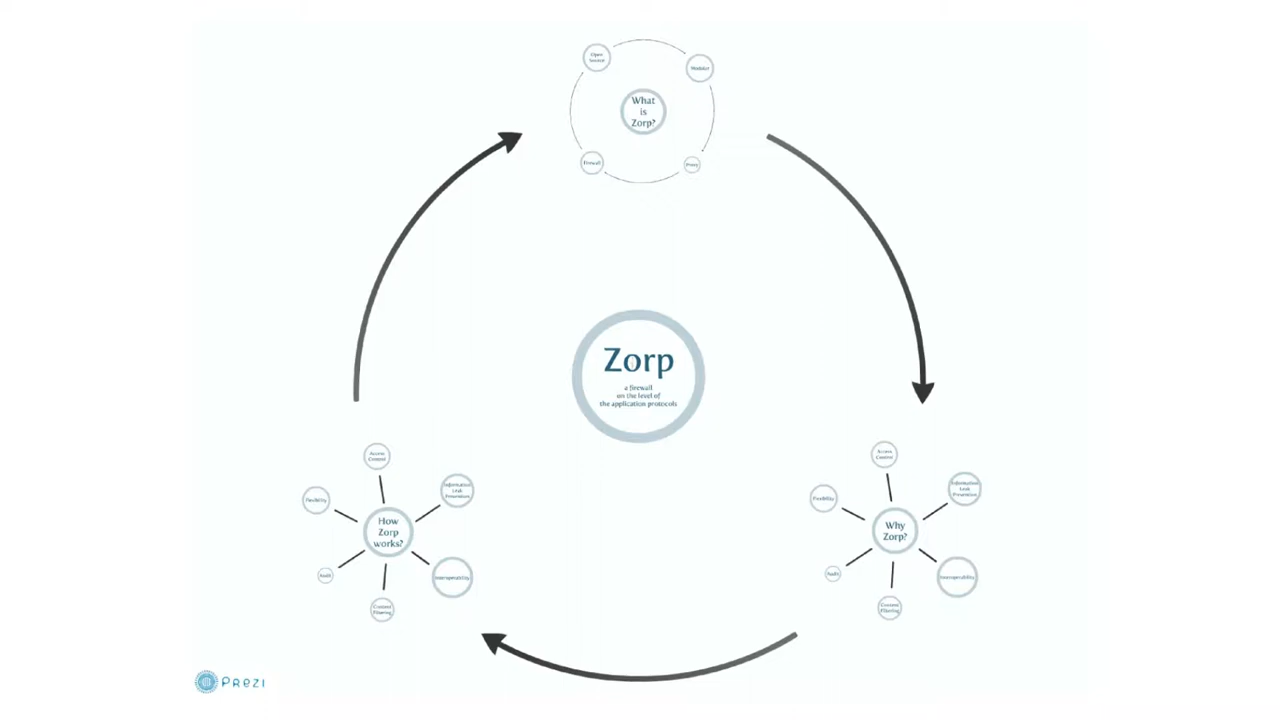 Open
Source
Modular
What
is
Zorp?
Firewall
Proxy
Zorp
a firewall
on the level of
the application protocols
Access
Control
Flexibility
Information
Leak
Prevention
How
Zorp
works?
Audit
Interoperability
Content
Filtering
Access
Control
Flexibility
Information
Leak
Prevention
Why
Zorp?
Audit
Interoperability
Content
Filtering
Prezi